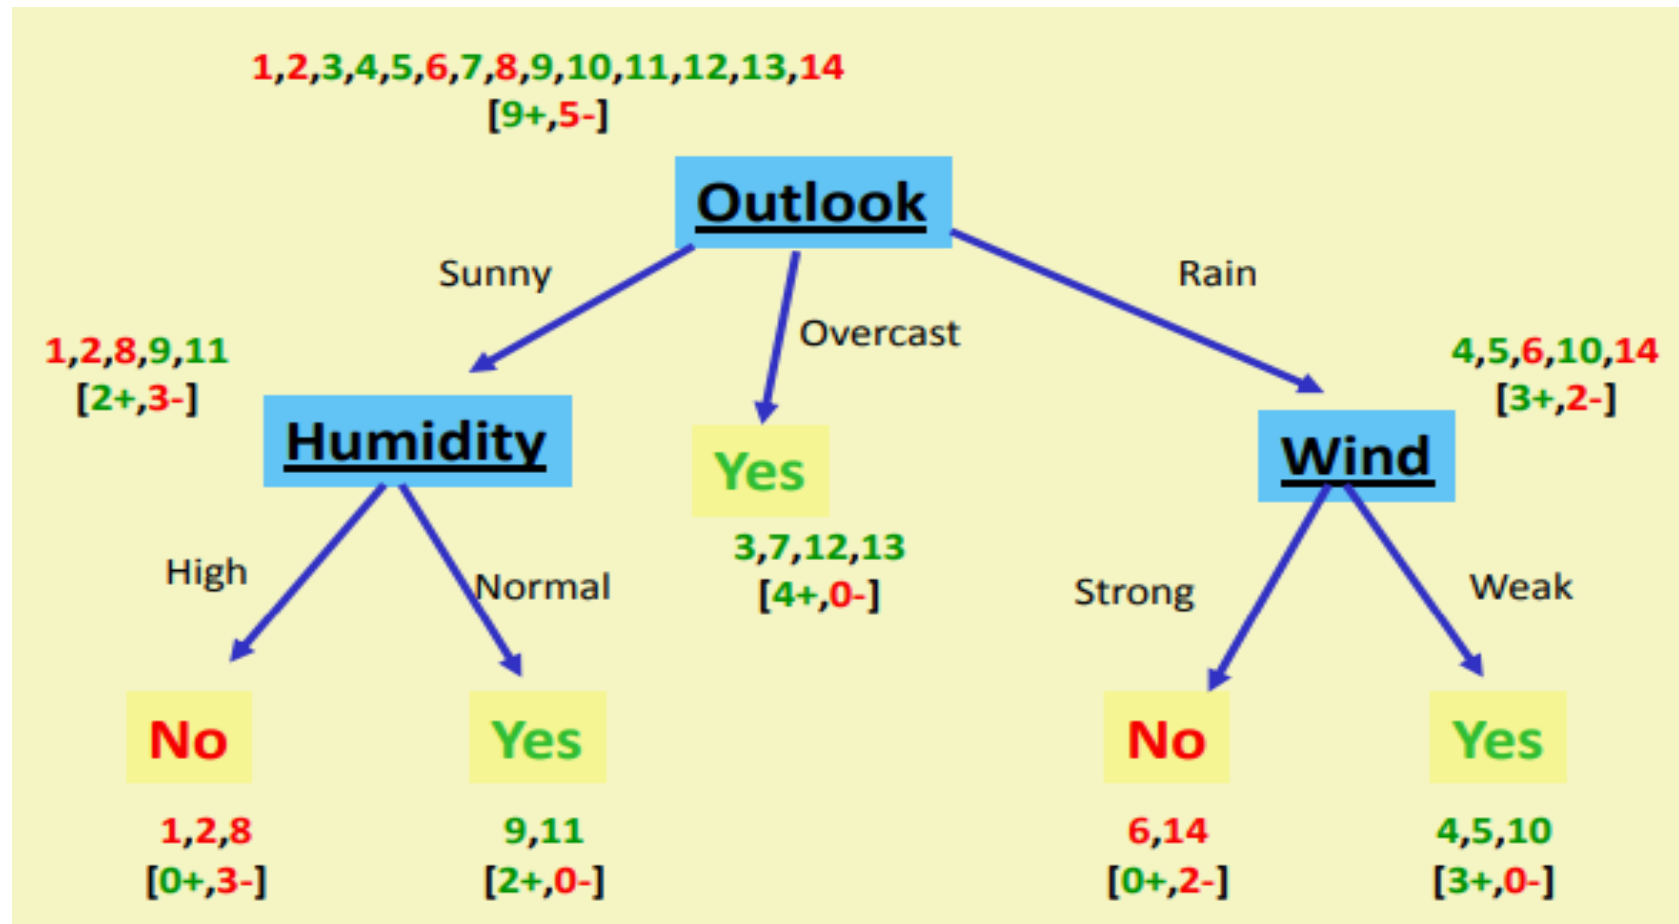 1,2,3,4,5,6,7,8,9,10,11,12,13,14
[9+,5-]
Outlook
Sunny
Overcast
Rain
1,2,8,9,11
[2+,3-]
Humidity
Yes
3,7,12,13
[4+,0-]
4,5,6,10,14
[3+,2-]
Wind
High
Normal
Strong
Weak
No
1,2,8
[0+,3-]
Yes
9,11
[2+,0-]
No
6,14
[0+,2-]
Yes
4,5,10
[3+,0-]